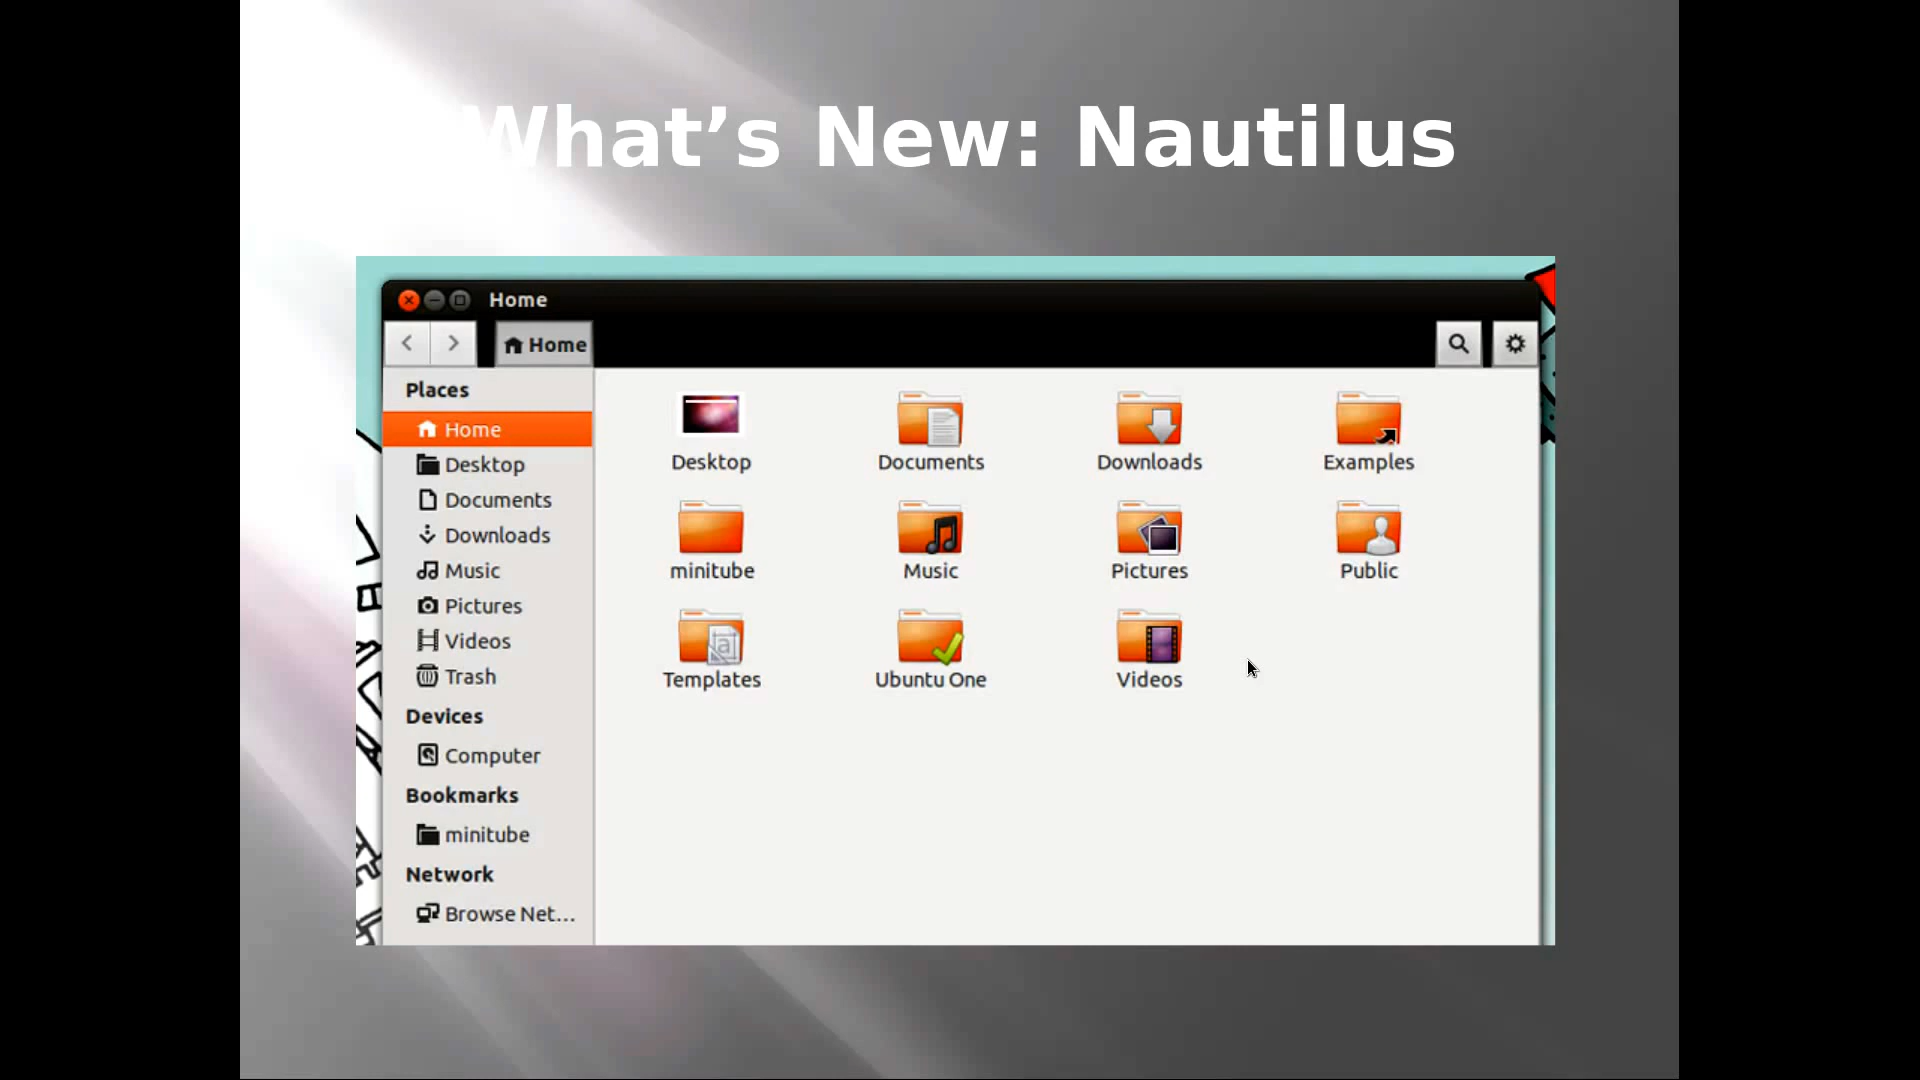 What’s New: Nautilus
Home
Home
Places
Home
Desktop
Documents
Downloads
Music
Pictures
Videos
Trash
Devices
Computer
Bookmarks
minitube
Network
Browse Net...
Desktop
Documents
Downloads
Examples
minitube
Music
Pictures
Public
Templates
Ubuntu One
Videos